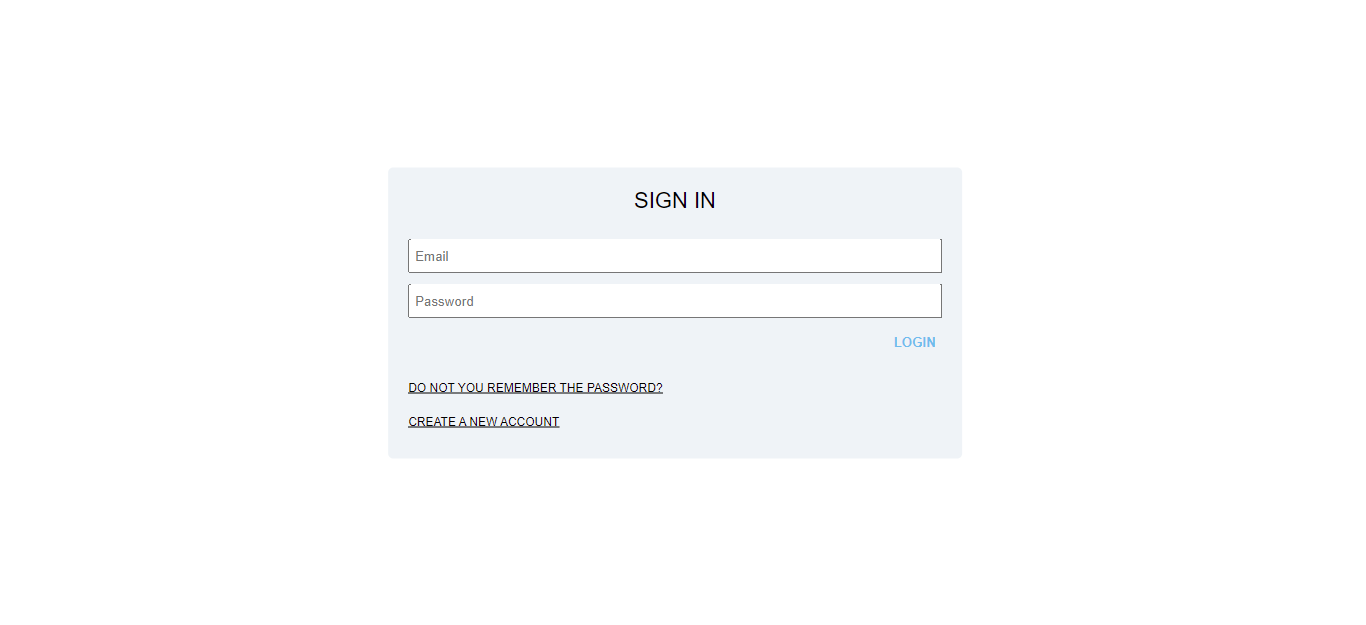 SIGN IN
Email
Password
LOGIN
DO NOT YOU REMEMBER THE PASSWORD?
CREATE A NEW ACCOUNT